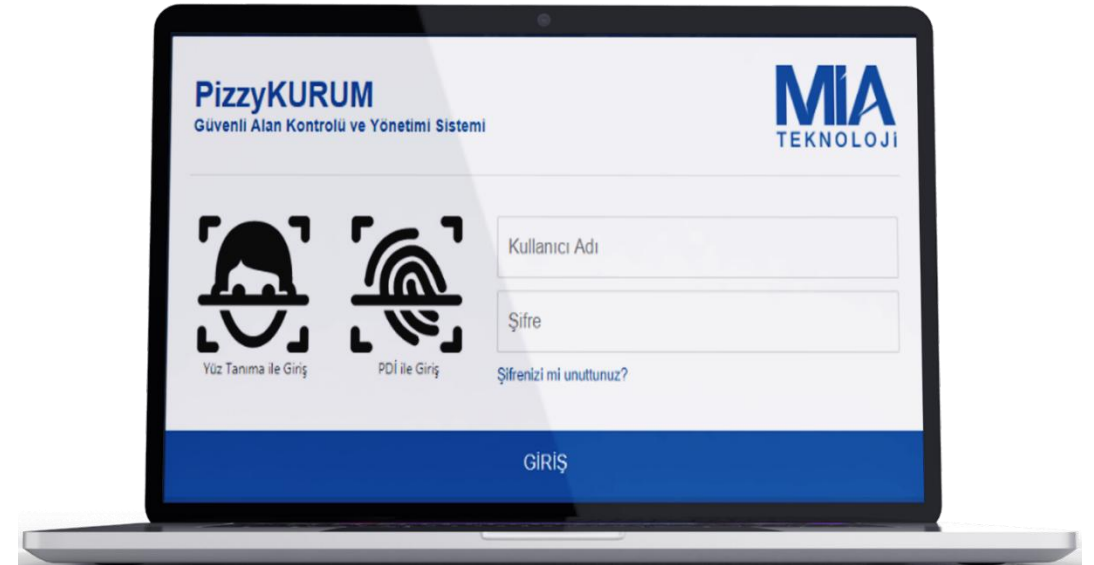 PizzyKURUM
Güvenli Alan Kontrolü ve Yönetimi Sistemi
MİA
TEKNOLOJİ
Kullanıcı Adı
Şifre
Yüz Tanıma ile Giriş
PDİ ile Giriş
Şifrenizi mi unuttunuz?
GİRİŞ